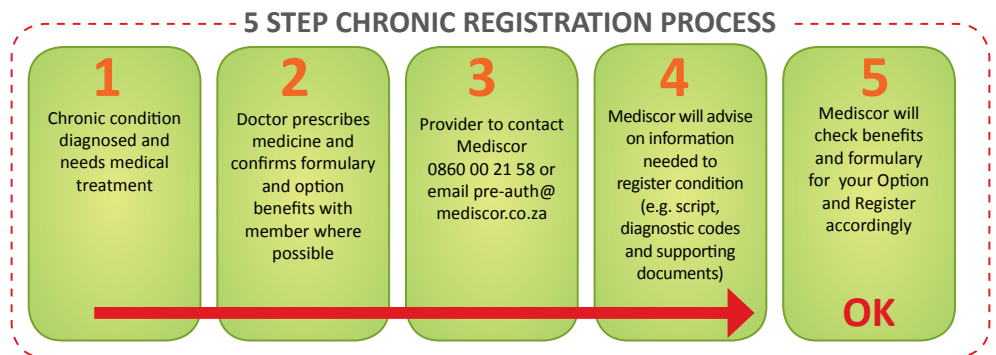 5 STEP CHRONIC REGISTRATION PROCESS
1
Chronic condition
diagnosed and
needs medical
treatment
2
Doctor prescribes
medicine and
confirms formulary
and option
benefits with
member where
possible
3
Provider to contact
Mediscor
0860 00 21 58 or
email pre-auth@
mediscor.co.za
4
Mediscor will advise
on information
needed to
register condition
(e.g. script,
diagnostic codes
and supporting
documents)
5
Mediscor will
check benefits
and formulary
for your Option
and Register
accordingly
OK